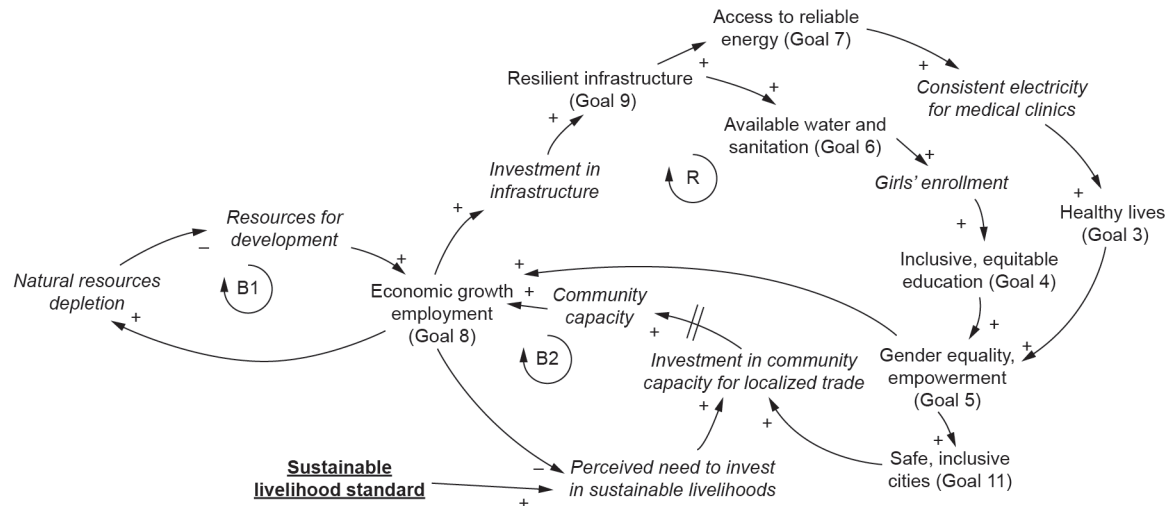 Access to reliable
energy (Goal 7)
+
Resilient infrastructure
(Goal 9)
+
+
+
Consistent electricity
for medical clinics
+
Available water and
sanitation (Goal 6)
+
R
Investment in
infrastructure
Girls’ enrollment
+
Healthy lives
(Goal 3)
+
+
Resources for
development
–
+
Natural resources
depletion
+
B1
Inclusive, equitable
education (Goal 4)
+
+
+
Economic growth
employment
(Goal 8)
Community
capacity
+
B2
Investment in community
capacity for localized trade
+
+
Gender equality,
empowerment
(Goal 5)
+
+
+
Safe, inclusive
cities (Goal 11)
Sustainable
livelihood standard
–
+
Perceived need to invest
in sustainable livelihoods